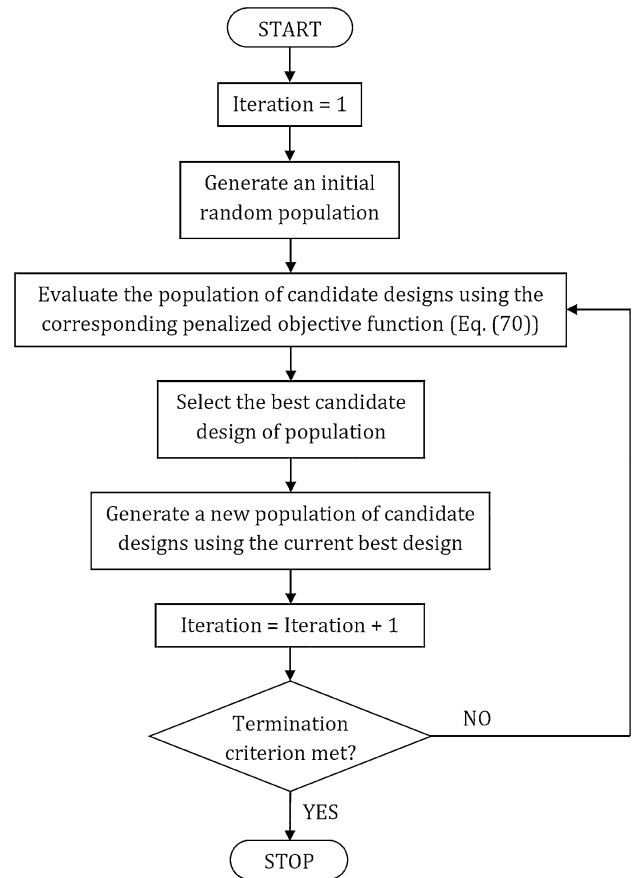 START
Iteration = 1
Generate an initial
random population
Evaluate the population of candidate designs using the
corresponding penalized objective function (Eq. (70))
Select the best candidate
design of population
Generate a new population of candidate
designs using the current best design
Iteration = Iteration + 1
Termination
criterion met?
NO
YES
STOP